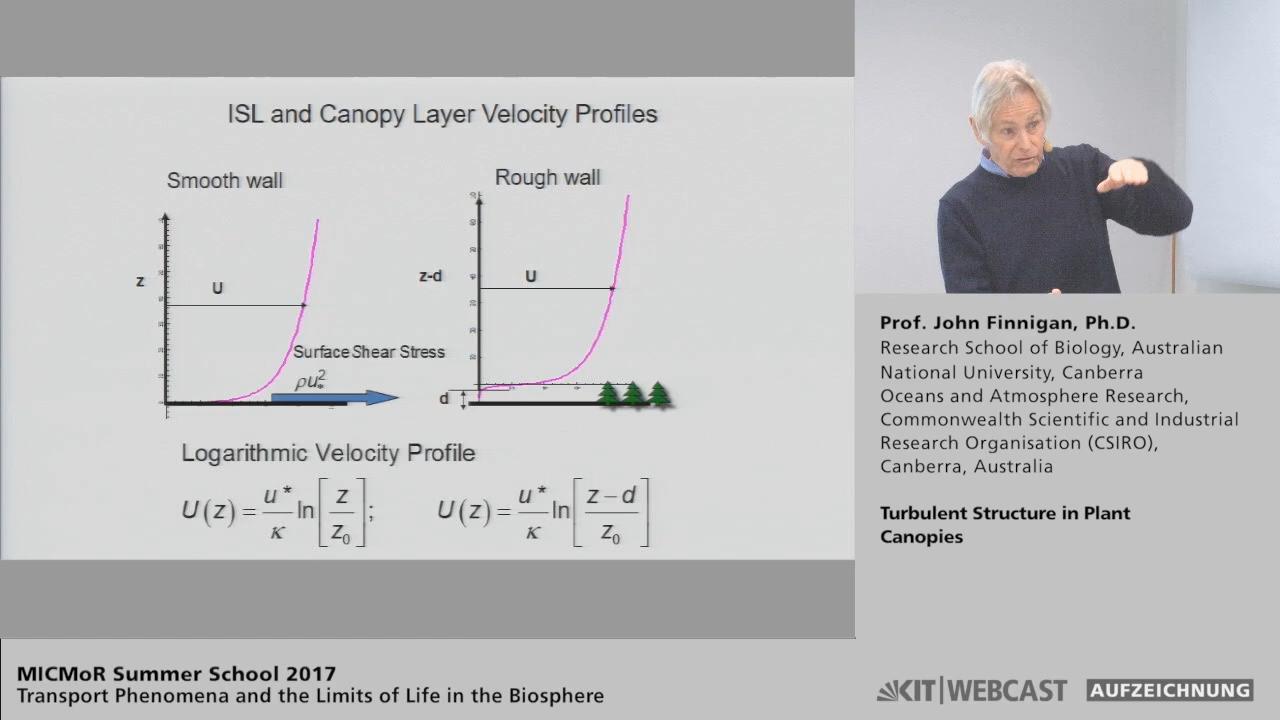 ISL and Canopy Layer Velocity Profiles
Smooth wall
Rough wall
z
U
z-d
U
Surface Shear Stress
ρu*²
d
Logarithmic Velocity Profile
U(z) = u*/κ ln[z/z₀];
U(z) = u*/κ ln[z−d/z₀]
Prof. John Finnigan, Ph.D.
Research School of Biology, Australian
National University, Canberra
Oceans and Atmosphere Research,
Commonwealth Scientific and Industrial
Research Organisation (CSIRO),
Canberra, Australia
Turbulent Structure in Plant
Canopies
MICMoR Summer School 2017
Transport Phenomena and the Limits of Life in the Biosphere
KIT|WEBCAST
AUFZEICHNUNG